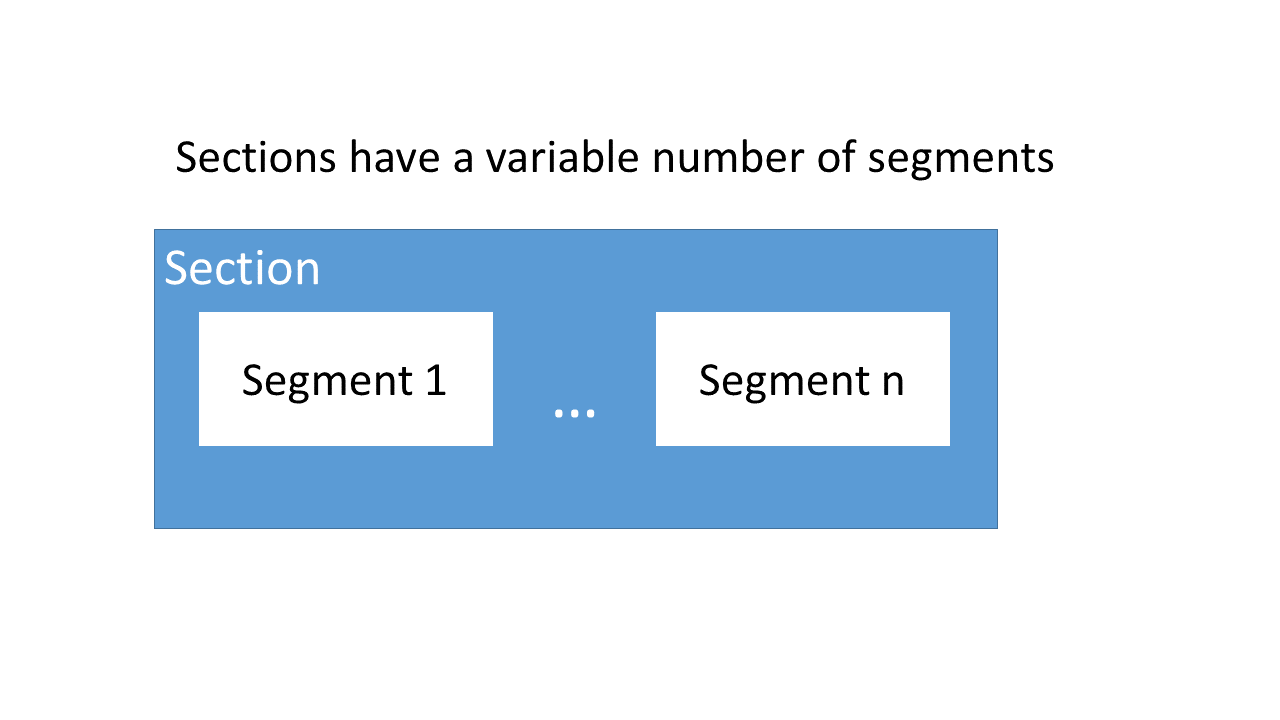 Sections have a variable number of segments
Section
Segment 1
...
Segment n